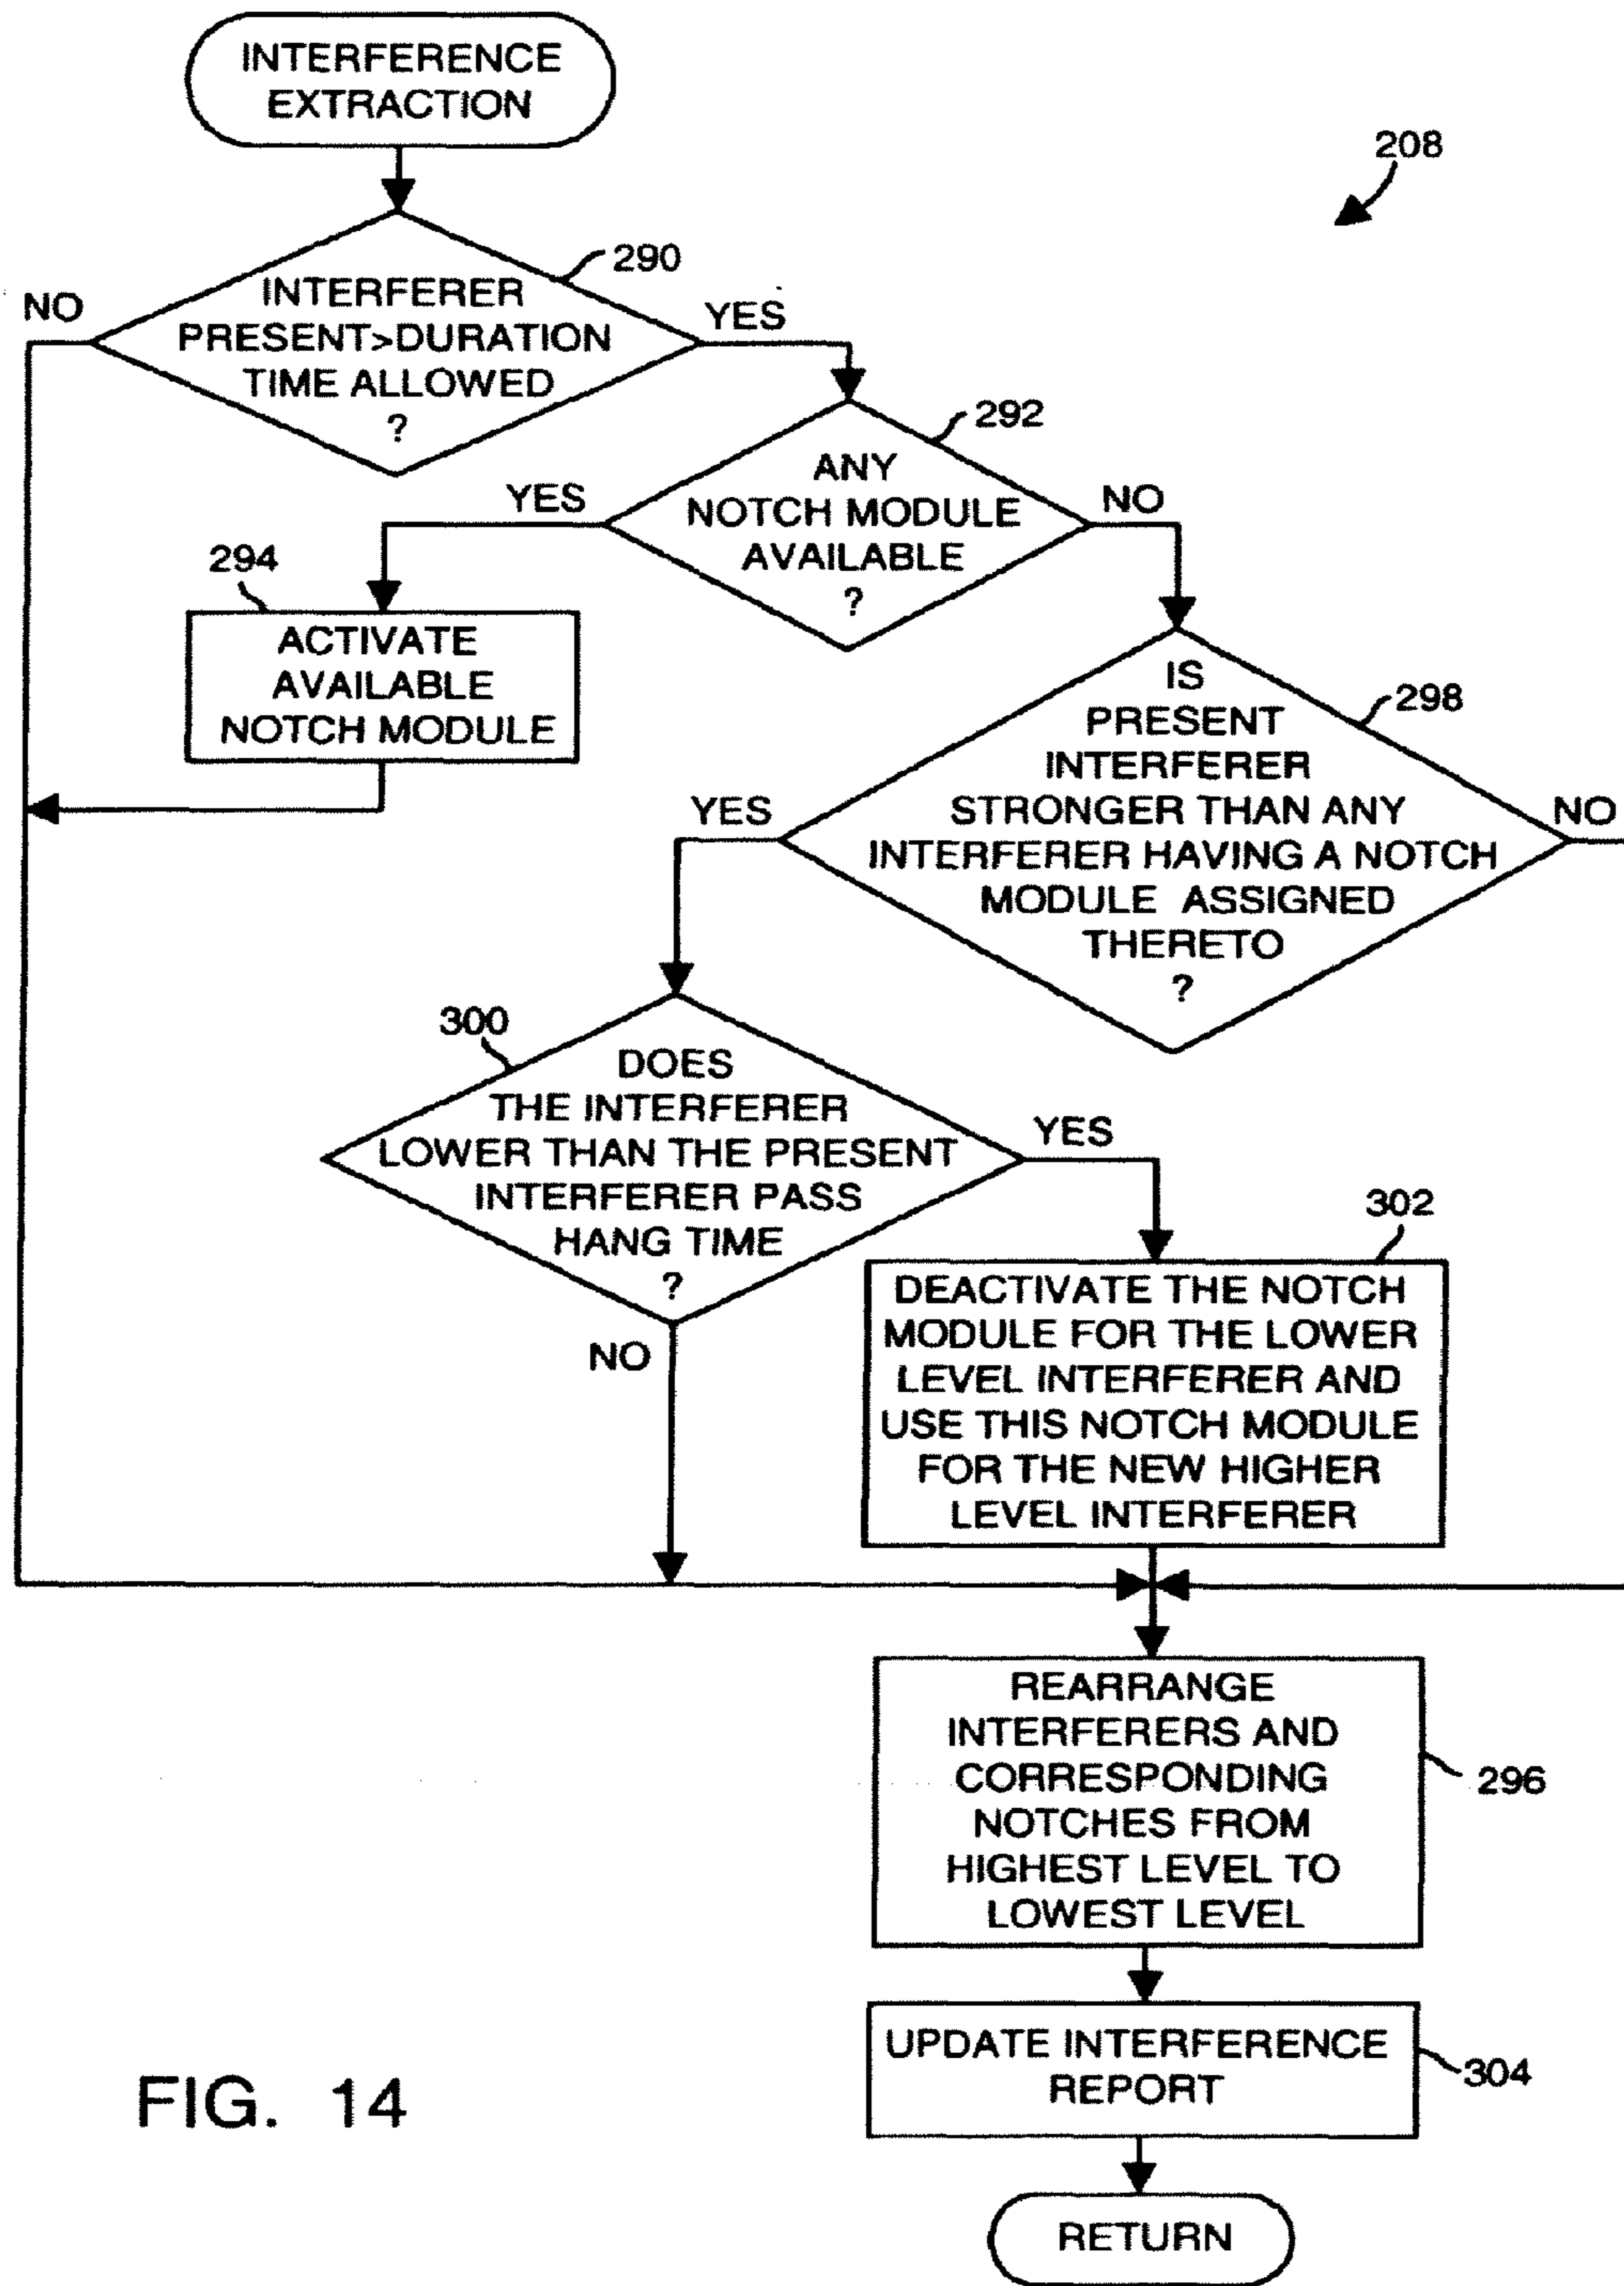 INTERFERENCE
EXTRACTION
208
290
NO
INTERFERER
PRESENT>DURATION
TIME ALLOWED
?
YES
292
ANY
NOTCH MODULE
AVAILABLE
?
YES
NO
294
ACTIVATE
AVAILABLE
NOTCH MODULE
298
IS
PRESENT
INTERFERER
STRONGER THAN ANY
INTERFERER HAVING A NOTCH
MODULE ASSIGNED
THERETO
?
YES
NO
300
DOES
THE INTERFERER
LOWER THAN THE PRESENT
INTERFERER PASS
HANG TIME
?
YES
NO
302
DEACTIVATE THE NOTCH
MODULE FOR THE LOWER
LEVEL INTERFERER AND
USE THIS NOTCH MODULE
FOR THE NEW HIGHER
LEVEL INTERFERER
REARRANGE
INTERFERERS AND
CORRESPONDING
NOTCHES FROM
HIGHEST LEVEL TO
LOWEST LEVEL
296
UPDATE INTERFERENCE
REPORT
304
RETURN
FIG. 14